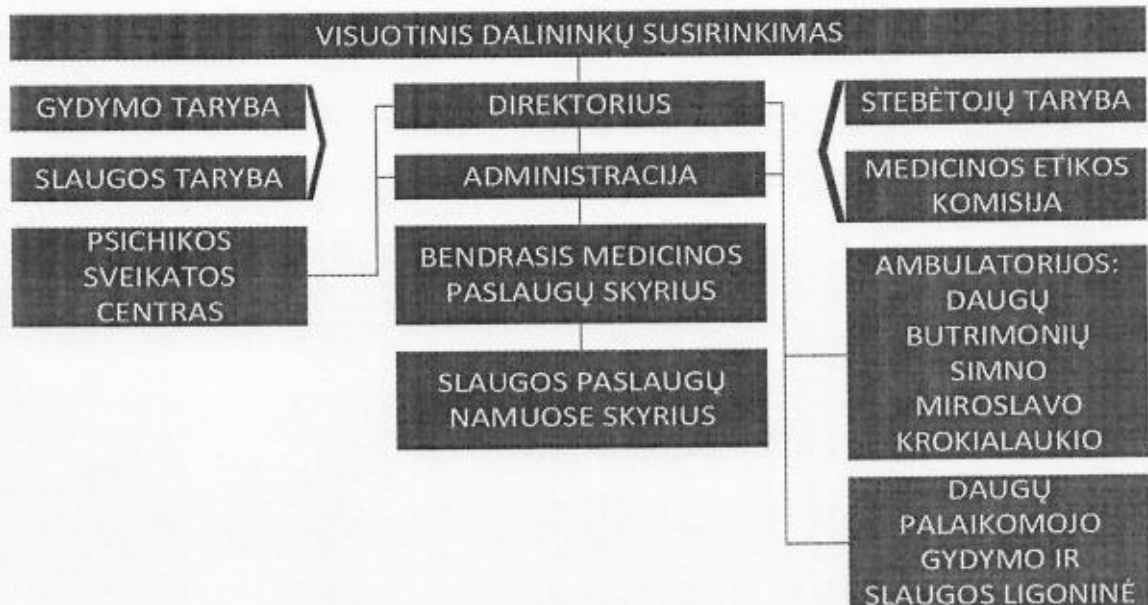 VISUOTINIS DALININKŲ SUSIRINKIMAS
GYDYMO TARYBA
SLAUGOS TARYBA
PSICHIKOS
SVEIKATOS
CENTRAS
DIREKTORIUS
ADMINISTRACIJA
BENDRASIS MEDICINOS
PASLAUGŲ SKYRIUS
SLAUGOS PASLAUGŲ
NAMUOSE SKYRIUS
STEBĖTOJŲ TARYBA
MEDICINOS ETIKOS
KOMISIJA
AMBULATORIJOS:
DAUGŲ
BUTRIMONIŲ
SIMNO
MIROSLAVO
KROKIALAUKIO
DAUGŲ
PALAIKOMOJO
GYDYMO IR
SLAUGOS LIGONINĖ